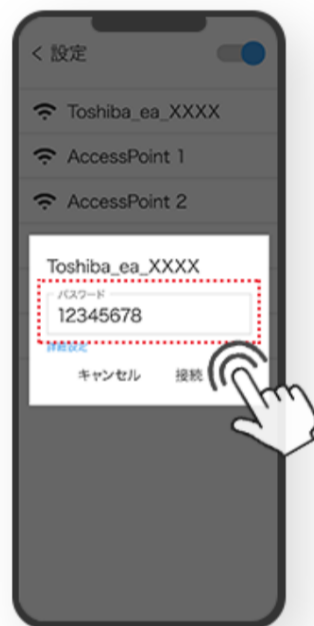 < 設定
Toshiba_ea_XXXX
AccessPoint 1
AccessPoint 2
Toshiba_ea_XXXX
パスワード
12345678
詳細設定
キャンセル 接続